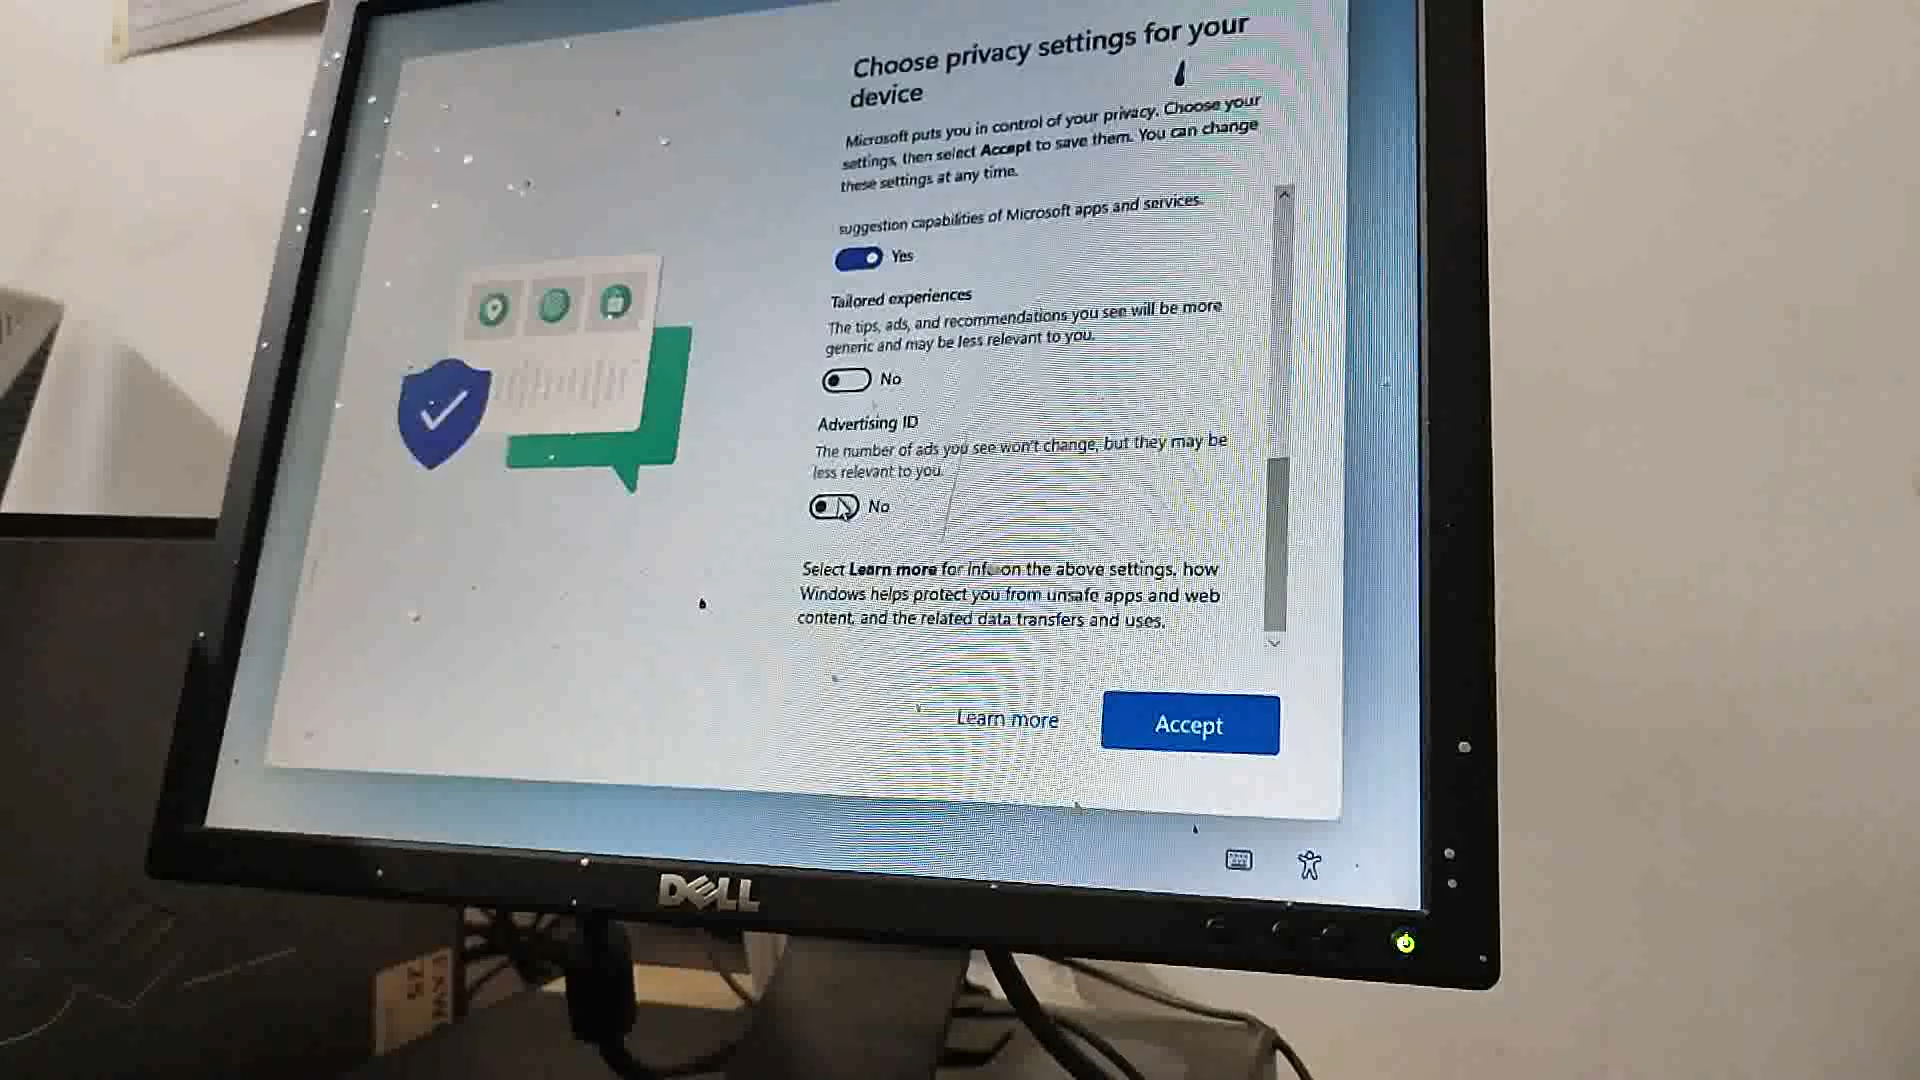 Choose privacy settings for your
device
Microsoft puts you in control of your privacy. Choose your
settings, then select Accept to save them. You can change
these settings at any time.
suggestion capabilities of Microsoft apps and services.
Yes
Tailored experiences
The tips, ads, and recommendations you see will be more
generic and may be less relevant to you.
No
Advertising ID
The number of ads you see won't change, but they may be
less relevant to you.
No
Select Learn more for info on the above settings, how
Windows helps protect you from unsafe apps and web
content, and the related data transfers and uses.
Learn more
Accept
DELL